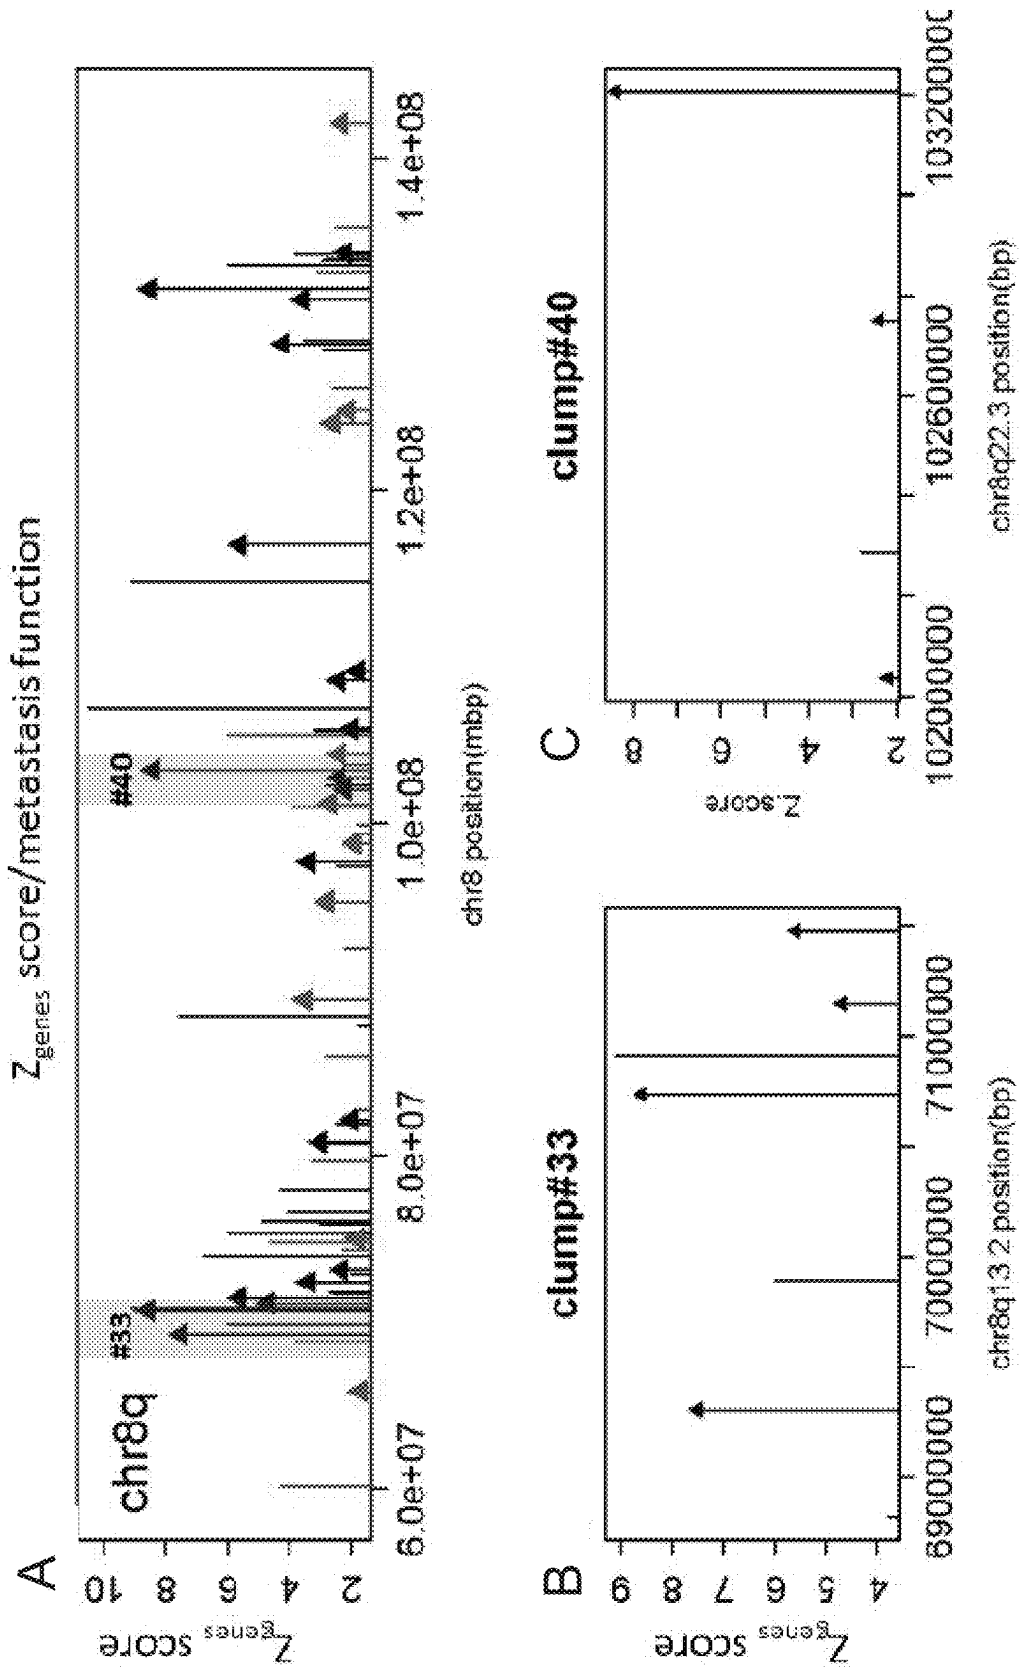 Z genes score/metastasis function
A
chr8q
#33
#40
10
8
6
4
2
Z genes score
6.0e+07
8.0e+07
1.0e+08
1.2e+08
1.4e+08
chr8 position(mbp)
B
clump#33
9
8
7
6
5
4
Z genes score
69000000
70000000
71000000
chr8q13 2 position(bp)
C
clump#40
8
6
4
2
Z.score
102000000
102600000
103200000
chr8q22.3 position(bp)